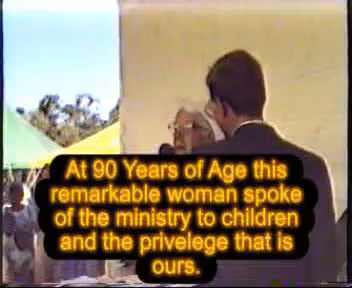 At 90 Years of Age this
remarkable woman spoke
of the ministry to children
and the privelege that is
ours.